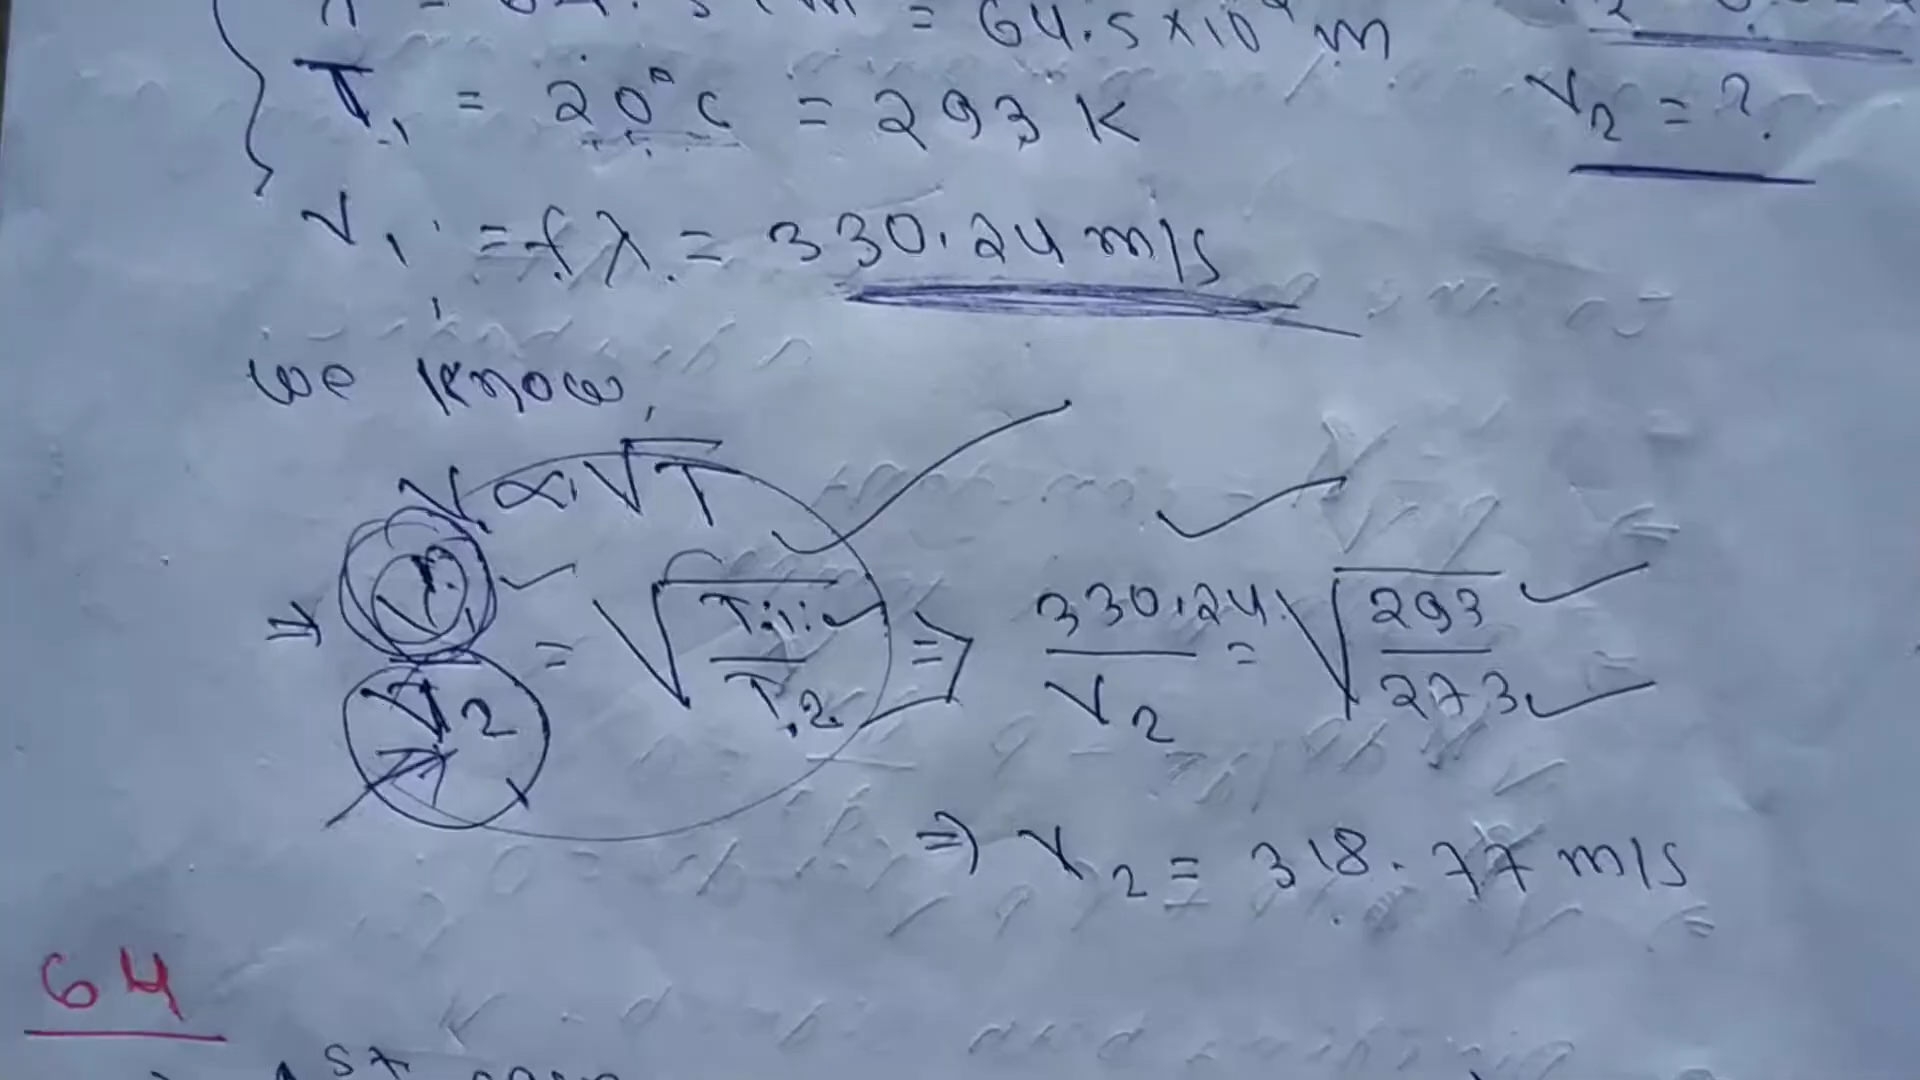 = 64.5×10 m
T₁ = 20°C = 293 K
V₂ = ?
V₁ = fλ = 330.24 m/s
we know,
V ∝ √T
⇒ V₁/V₂ = √(T₁/T₂) ⇒ 330.24/V₂ = √(293/273)
⇒ V₂ = 318.77 m/s
64
1st